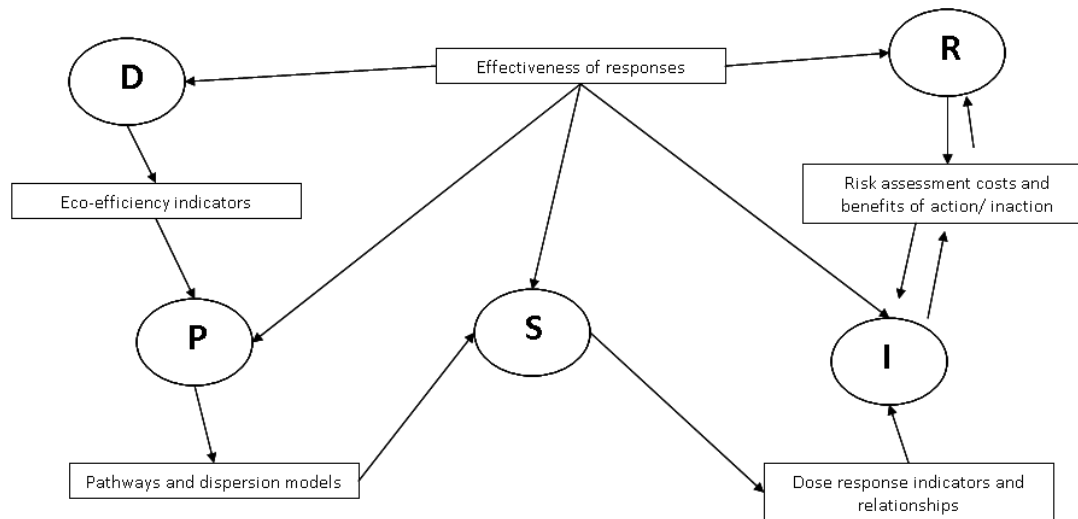 D
Effectiveness of responses
R
Eco-efficiency indicators
Risk assessment costs and
benefits of action/ inaction
P
S
I
Pathways and dispersion models
Dose response indicators and
relationships